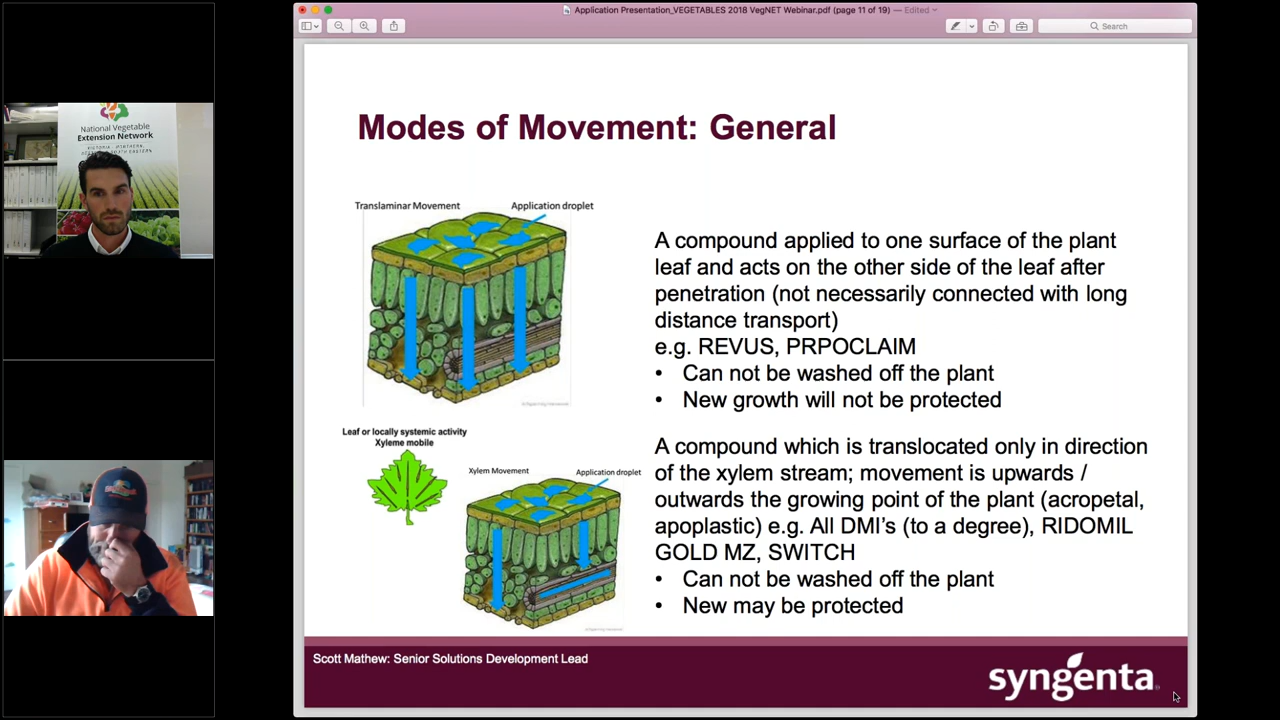 Application Presentation_VEGETABLES 2018 VegNET Webinar.pdf (page 11 of 19) — Edited
Search
National Vegetable
Extension Network
Modes of Movement: General
Translaminar Movement
Application droplet
A compound applied to one surface of the plant
leaf and acts on the other side of the leaf after
penetration (not necessarily connected with long
distance transport)
e.g. REVUS, PRPOCLAIM
• Can not be washed off the plant
• New growth will not be protected
Leaf or locally systemic activity
Xyleme mobile
Xylem Movement
Application droplet
A compound which is translocated only in direction
of the xylem stream; movement is upwards /
outwards the growing point of the plant (acropetal,
apoplastic) e.g. All DMI's (to a degree), RIDOMIL
GOLD MZ, SWITCH
• Can not be washed off the plant
• New may be protected
Scott Mathew: Senior Solutions Development Lead
syngenta